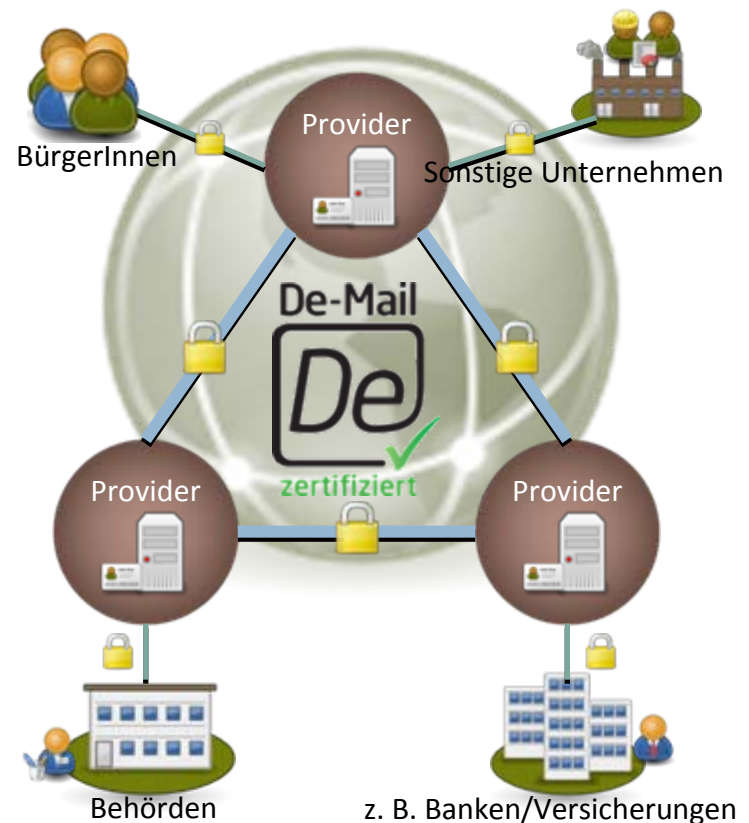 Provider
BürgerInnen
Sonstige Unternehmen
De-Mail
De
zertifiziert
Provider
Provider
Behörden
z. B. Banken/Versicherungen